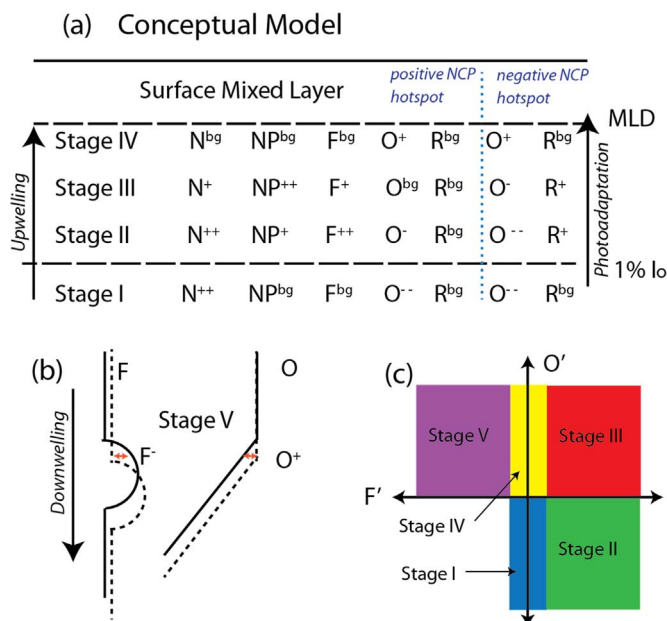 (a) Conceptual Model
positive NCP hotspot
negative NCP hotspot
Surface Mixed Layer
MLD
Stage IV N^bg NP^bg F^bg O^+ R^bg O^+ R^bg
Stage III N^+ NP^++ F^+ O^bg R^bg O^- R^+
Stage II N^++ NP^+ F^++ O^- R^bg O^-- R^+
1% Io
Stage I N^++ NP^bg F^bg O^-- R^bg O^-- R^bg
Upwelling
Photoadaptation
(b)
F
O
Stage V
F^-
O^+
Downwelling
(c)
O'
Stage V
Stage III
F'
Stage IV
Stage II
Stage I